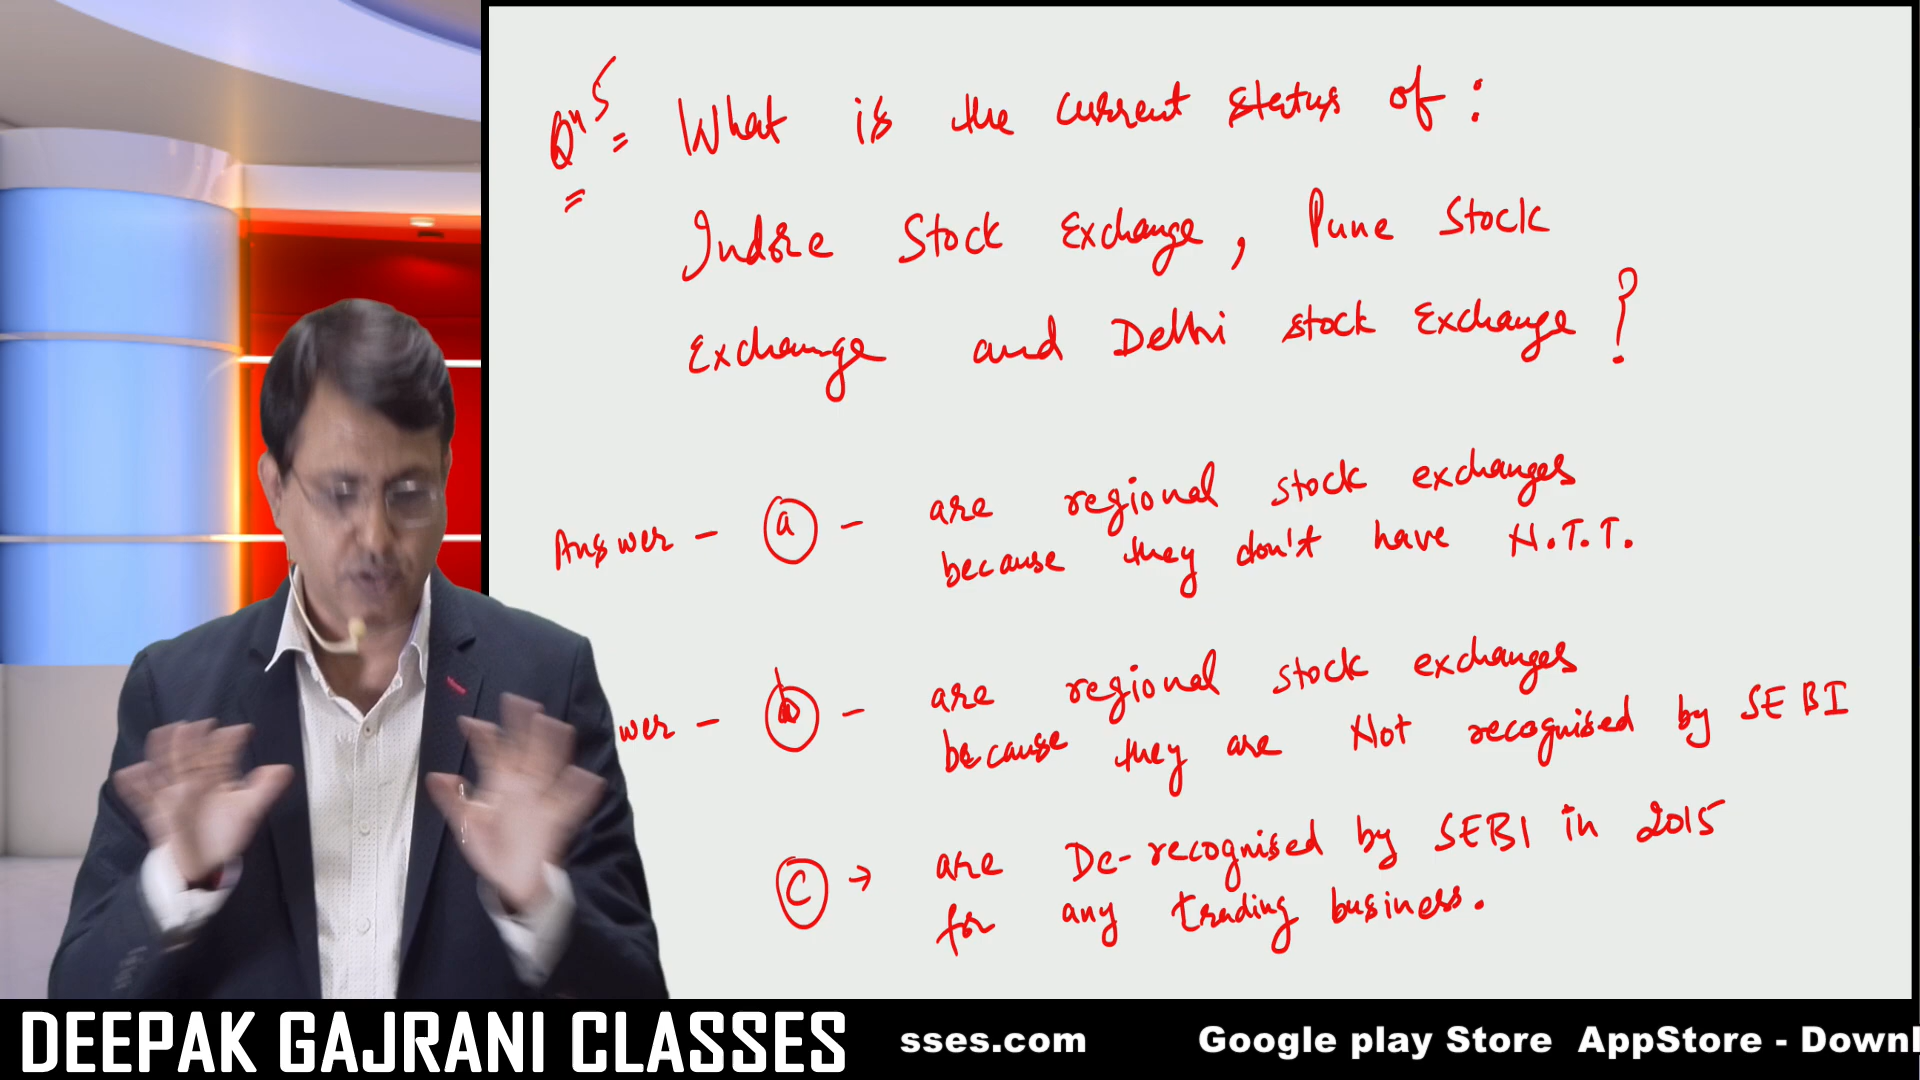 Qn 5 = What is the current status of :
Indore Stock Exchange, Pune Stock
Exchange and Delhi stock Exchange ?
Answer - a - are regional stock exchanges
because they don't have N.T.T.
wer - b - are regional stock exchanges
because they are Not recognised by SEBI
C → are De-recognised by SEBI in 2015
for any trading business.
DEEPAK GAJRANI CLASSES sses.com Google play Store AppStore - Downl